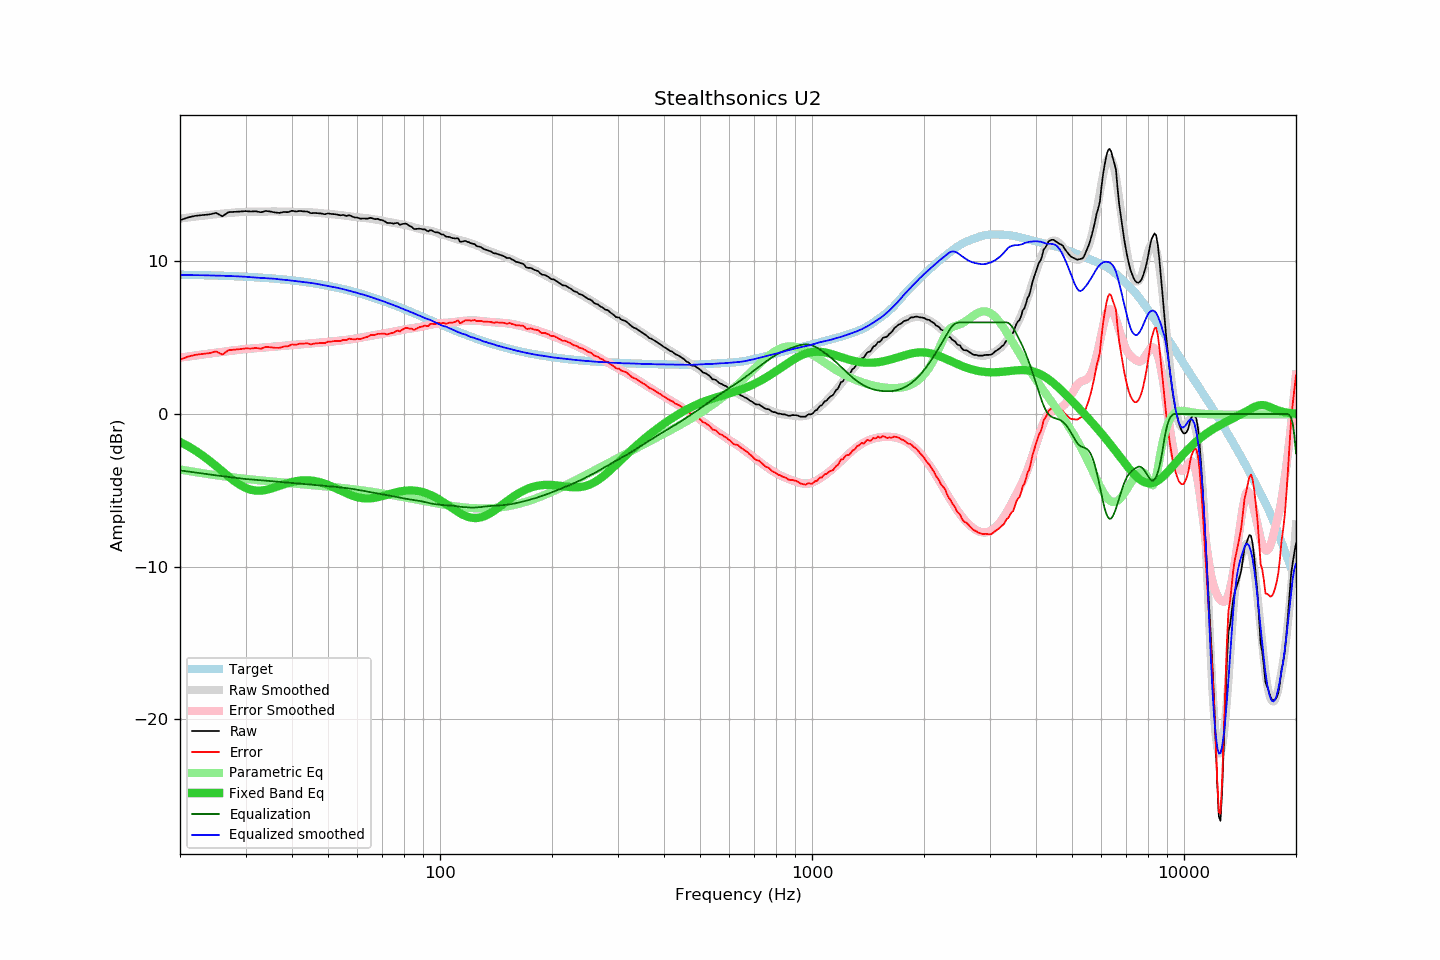 Stealthsonics U2
Amplitude (dBr)
10
0
−10
−20
Target
Raw Smoothed
Error Smoothed
Raw
Error
Parametric Eq
Fixed Band Eq
Equalization
Equalized smoothed
100
1000
10000
Frequency (Hz)